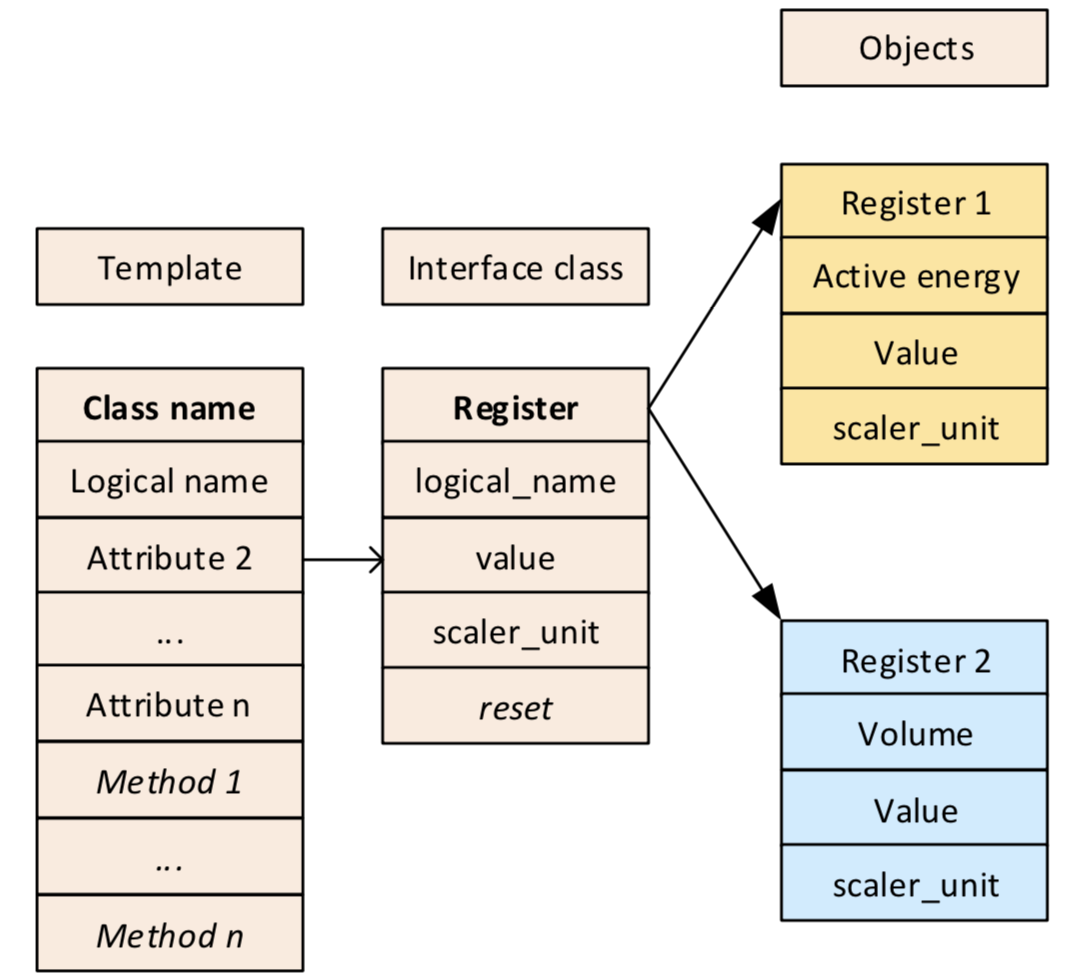 Objects
Template
Interface class
Class name
Logical name
Attribute 2
...
Attribute n
Method 1
...
Method n
Register
logical_name
value
scaler_unit
reset
Register 1
Active energy
Value
scaler_unit
Register 2
Volume
Value
scaler_unit